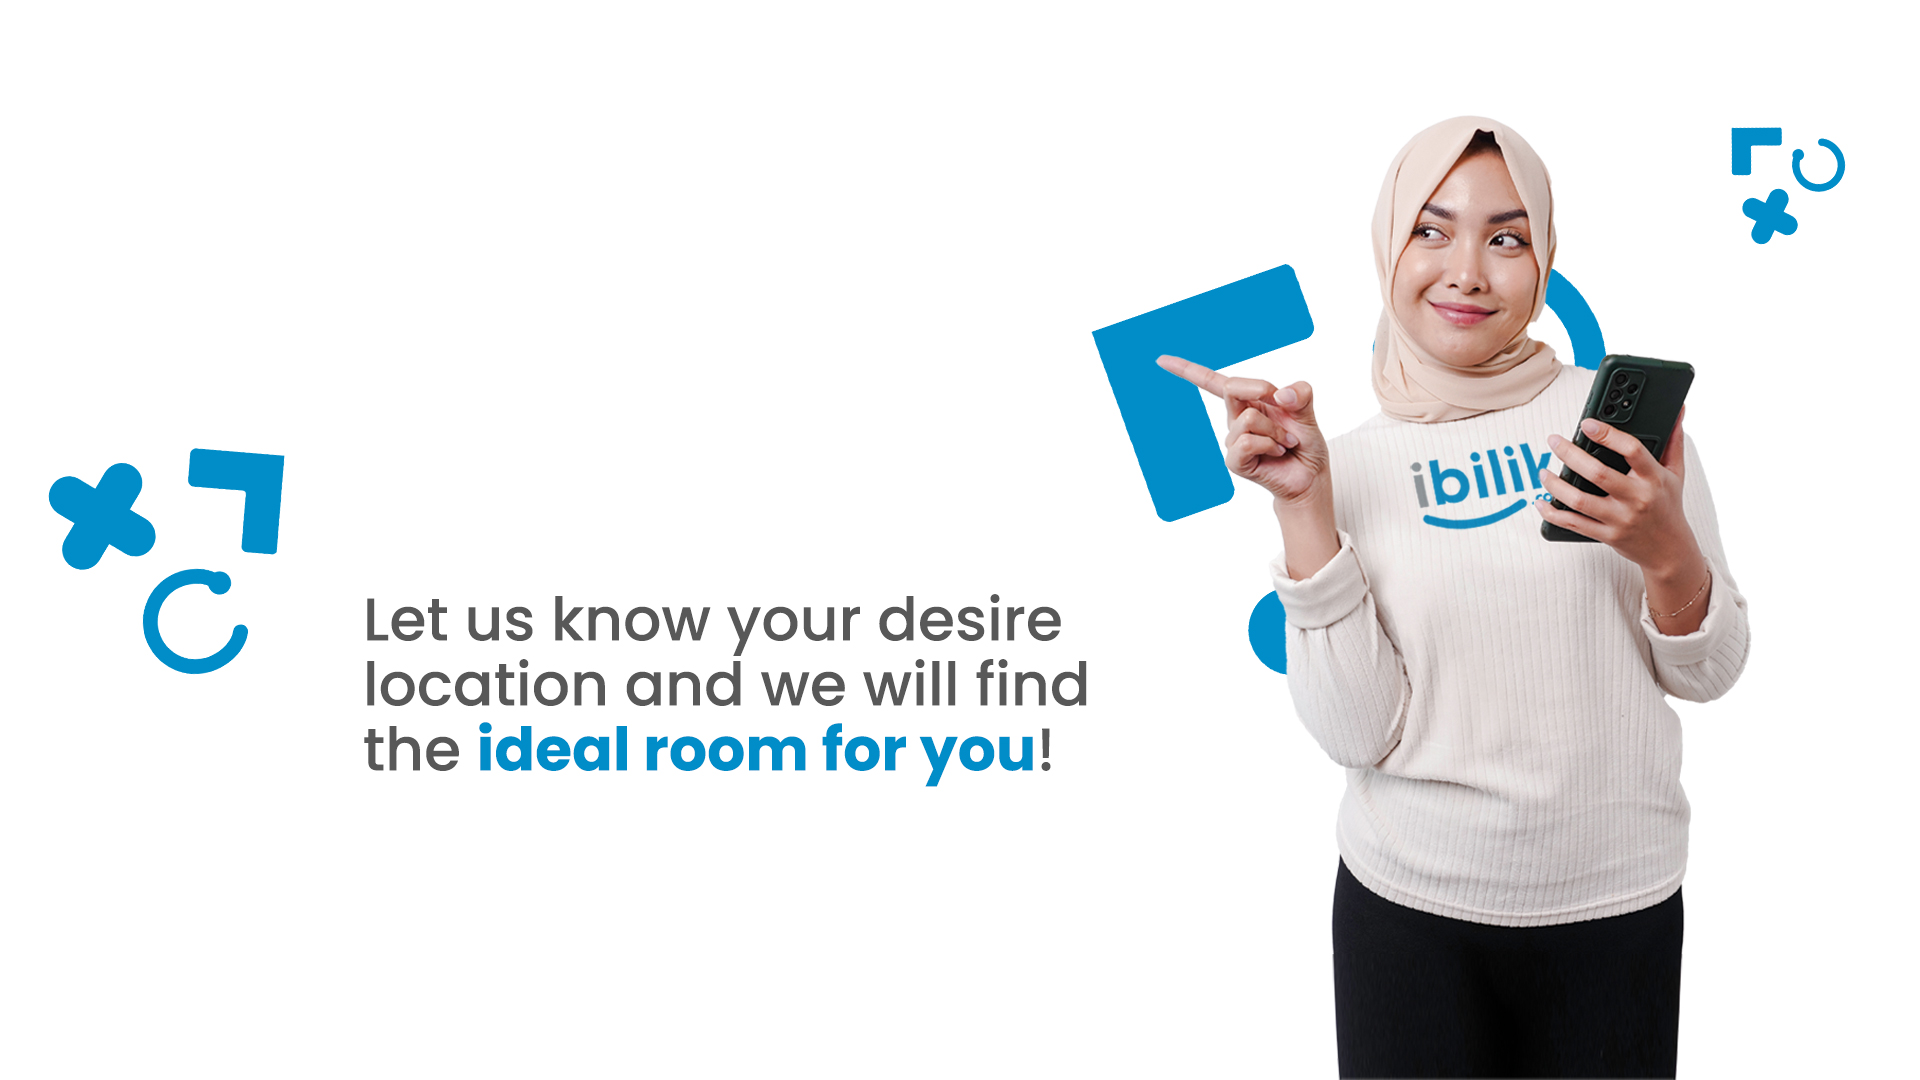 ibilik
Let us know your desire
location and we will find
the ideal room for you!